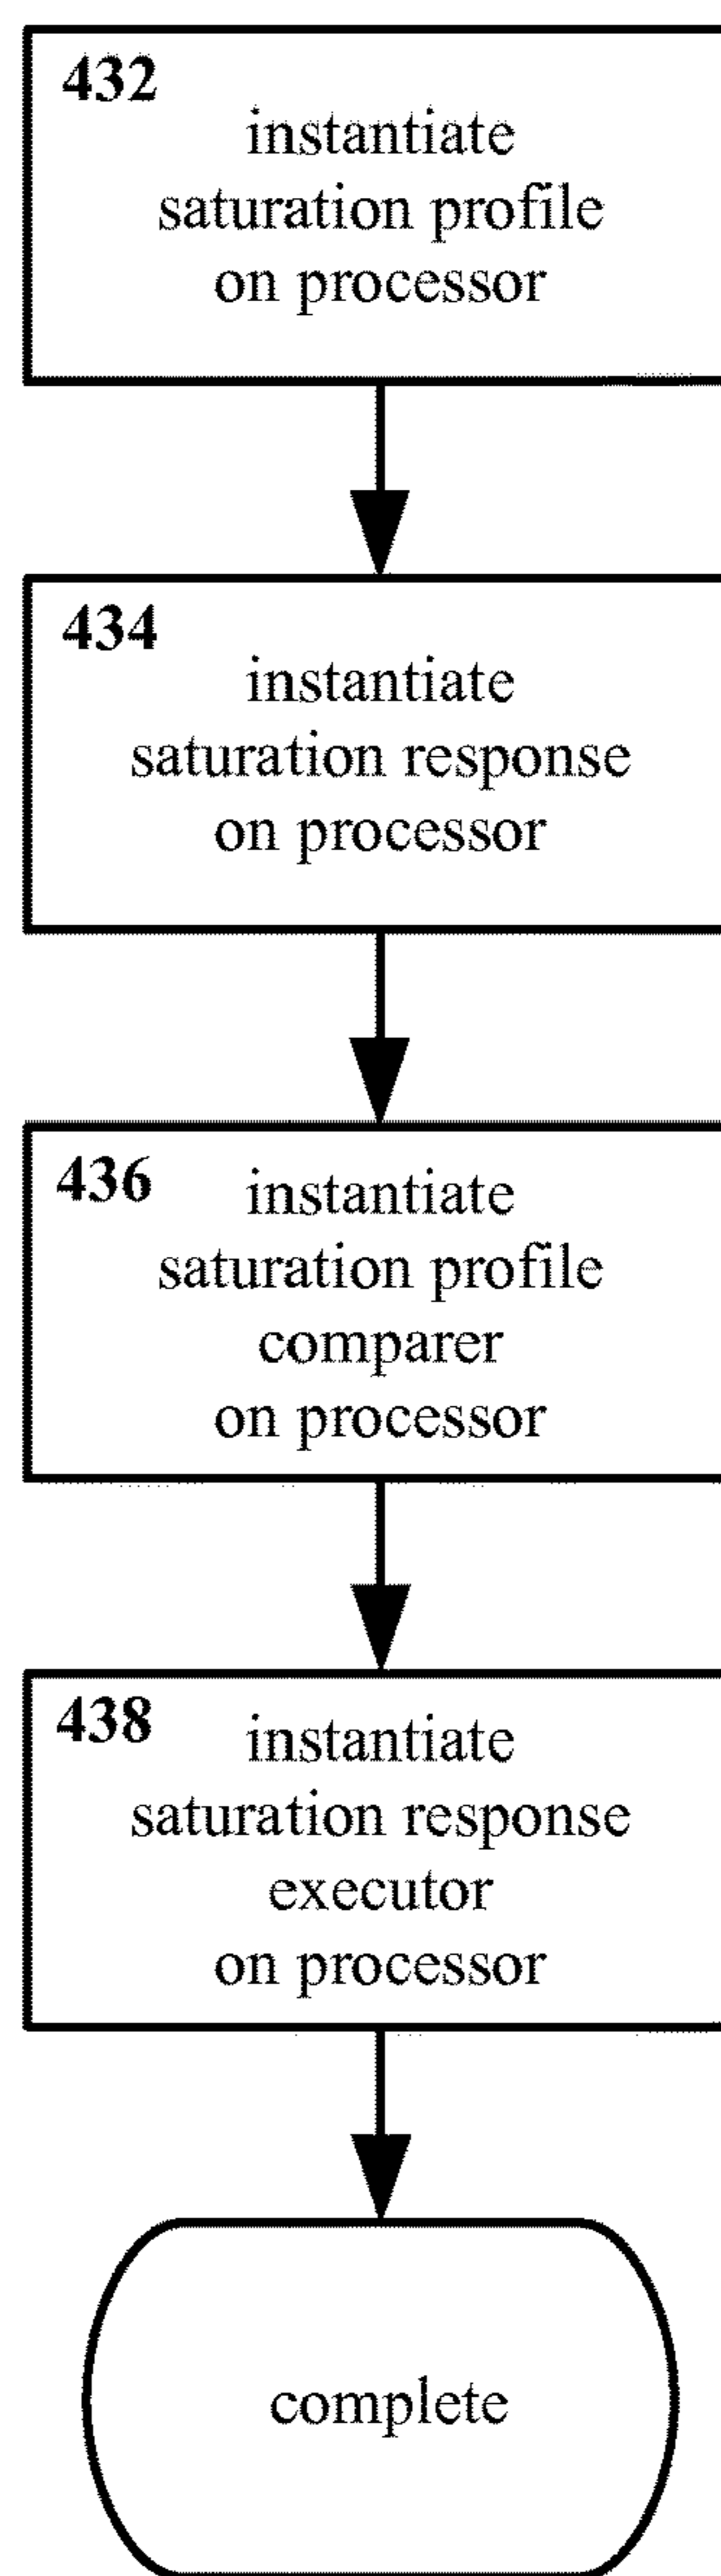 432
instantiate
saturation profile
on processor
434
instantiate
saturation response
on processor
436
instantiate
saturation profile
comparer
on processor
438
instantiate
saturation response
executor
on processor
complete